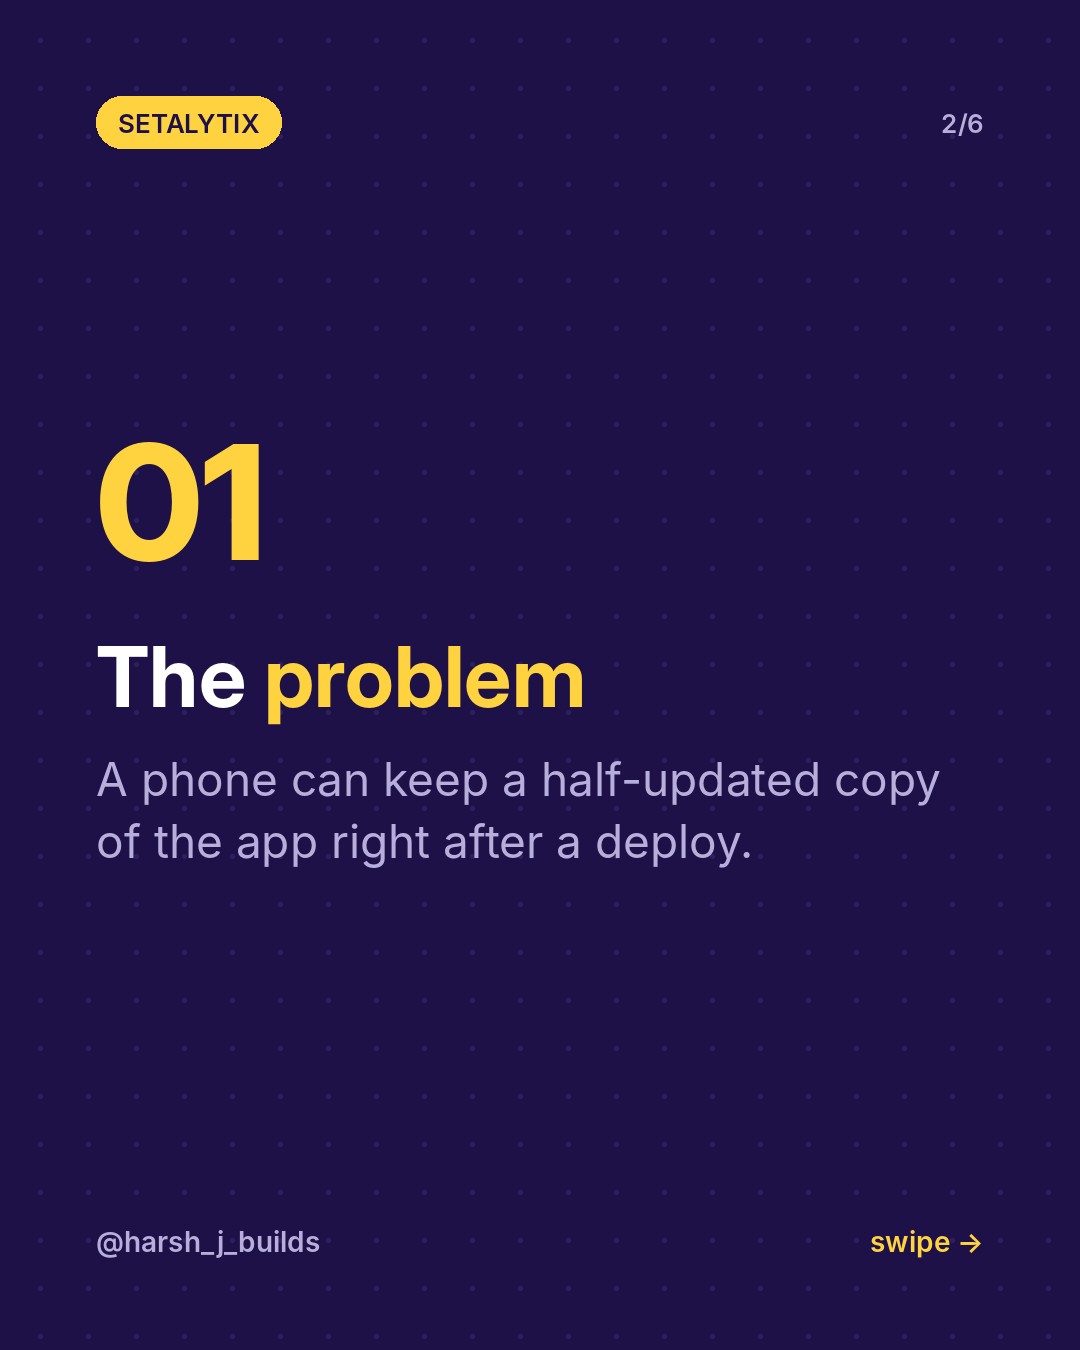 SETALYTIX
2/6
01
The problem
A phone can keep a half-updated copy
of the app right after a deploy.
@harsh_j_builds
swipe →